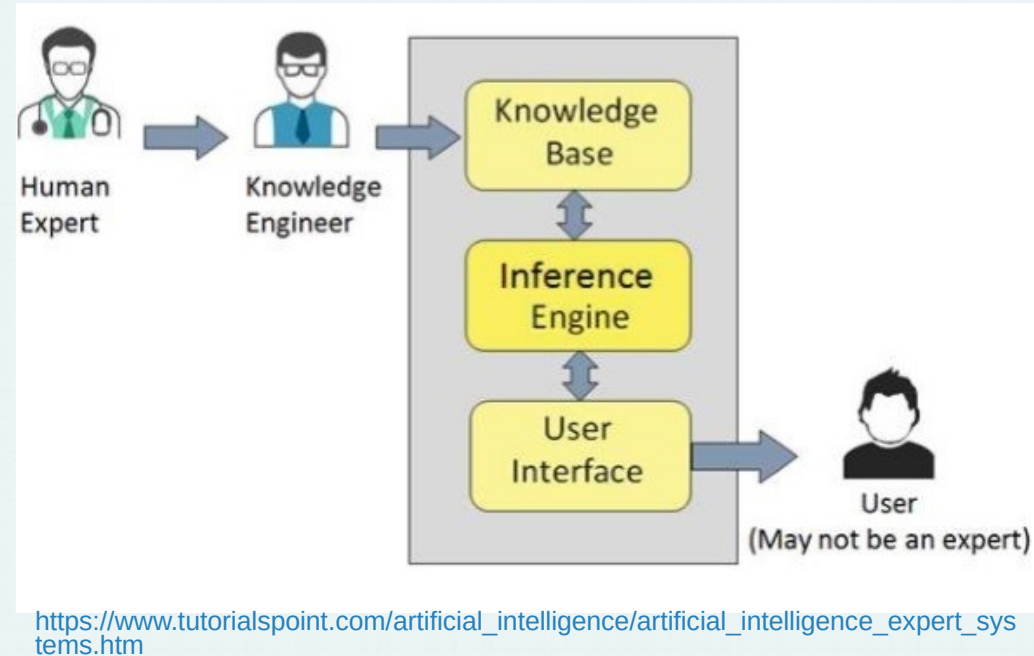 Human
Expert
Knowledge
Engineer
Knowledge
Base
Inference
Engine
User
Interface
User
(May not be an expert)
https://www.tutorialspoint.com/artificial_intelligence/artificial_intelligence_expert_sys
tems.htm